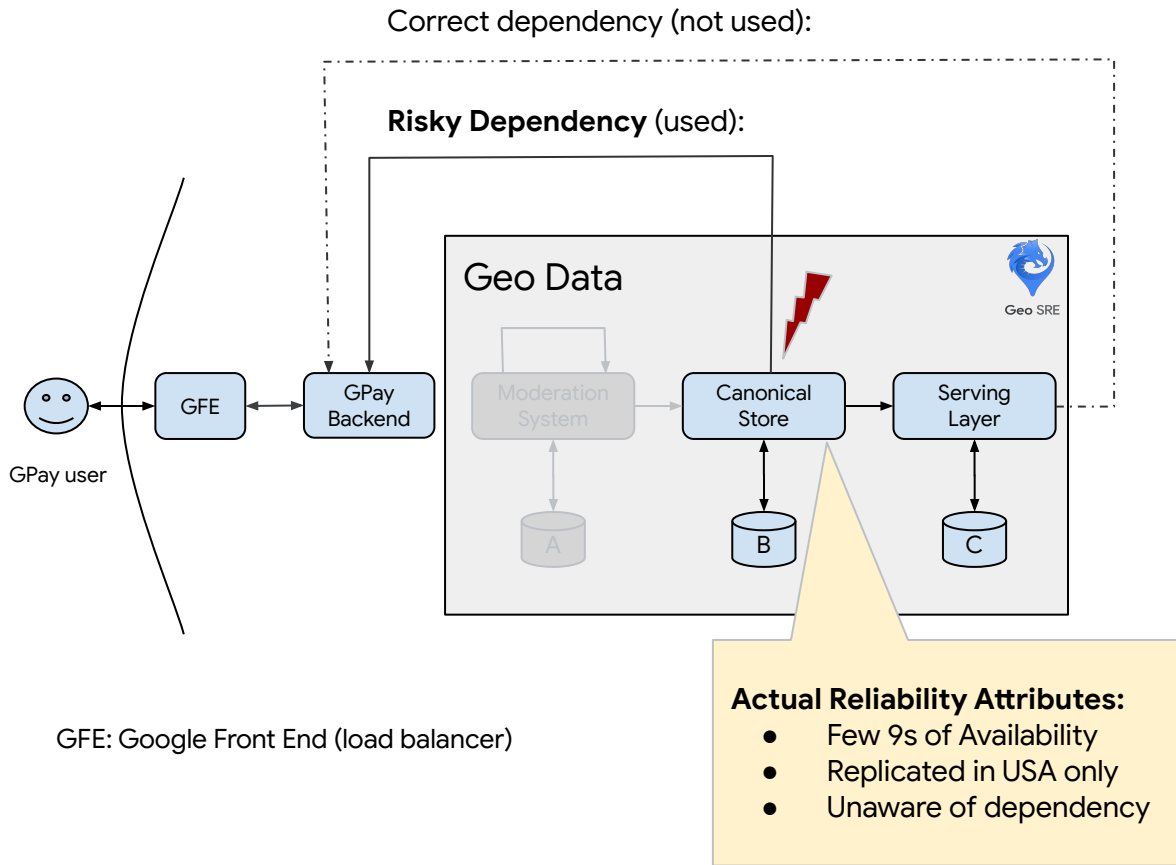 Correct dependency (not used):
Risky Dependency (used):
Geo Data
Geo SRE
GFE
GPay
Backend
Moderation
System
Canonical
Store
Serving
Layer
GPay user
A
B
C
Actual Reliability Attributes:
● Few 9s of Availability
● Replicated in USA only
● Unaware of dependency
GFE: Google Front End (load balancer)